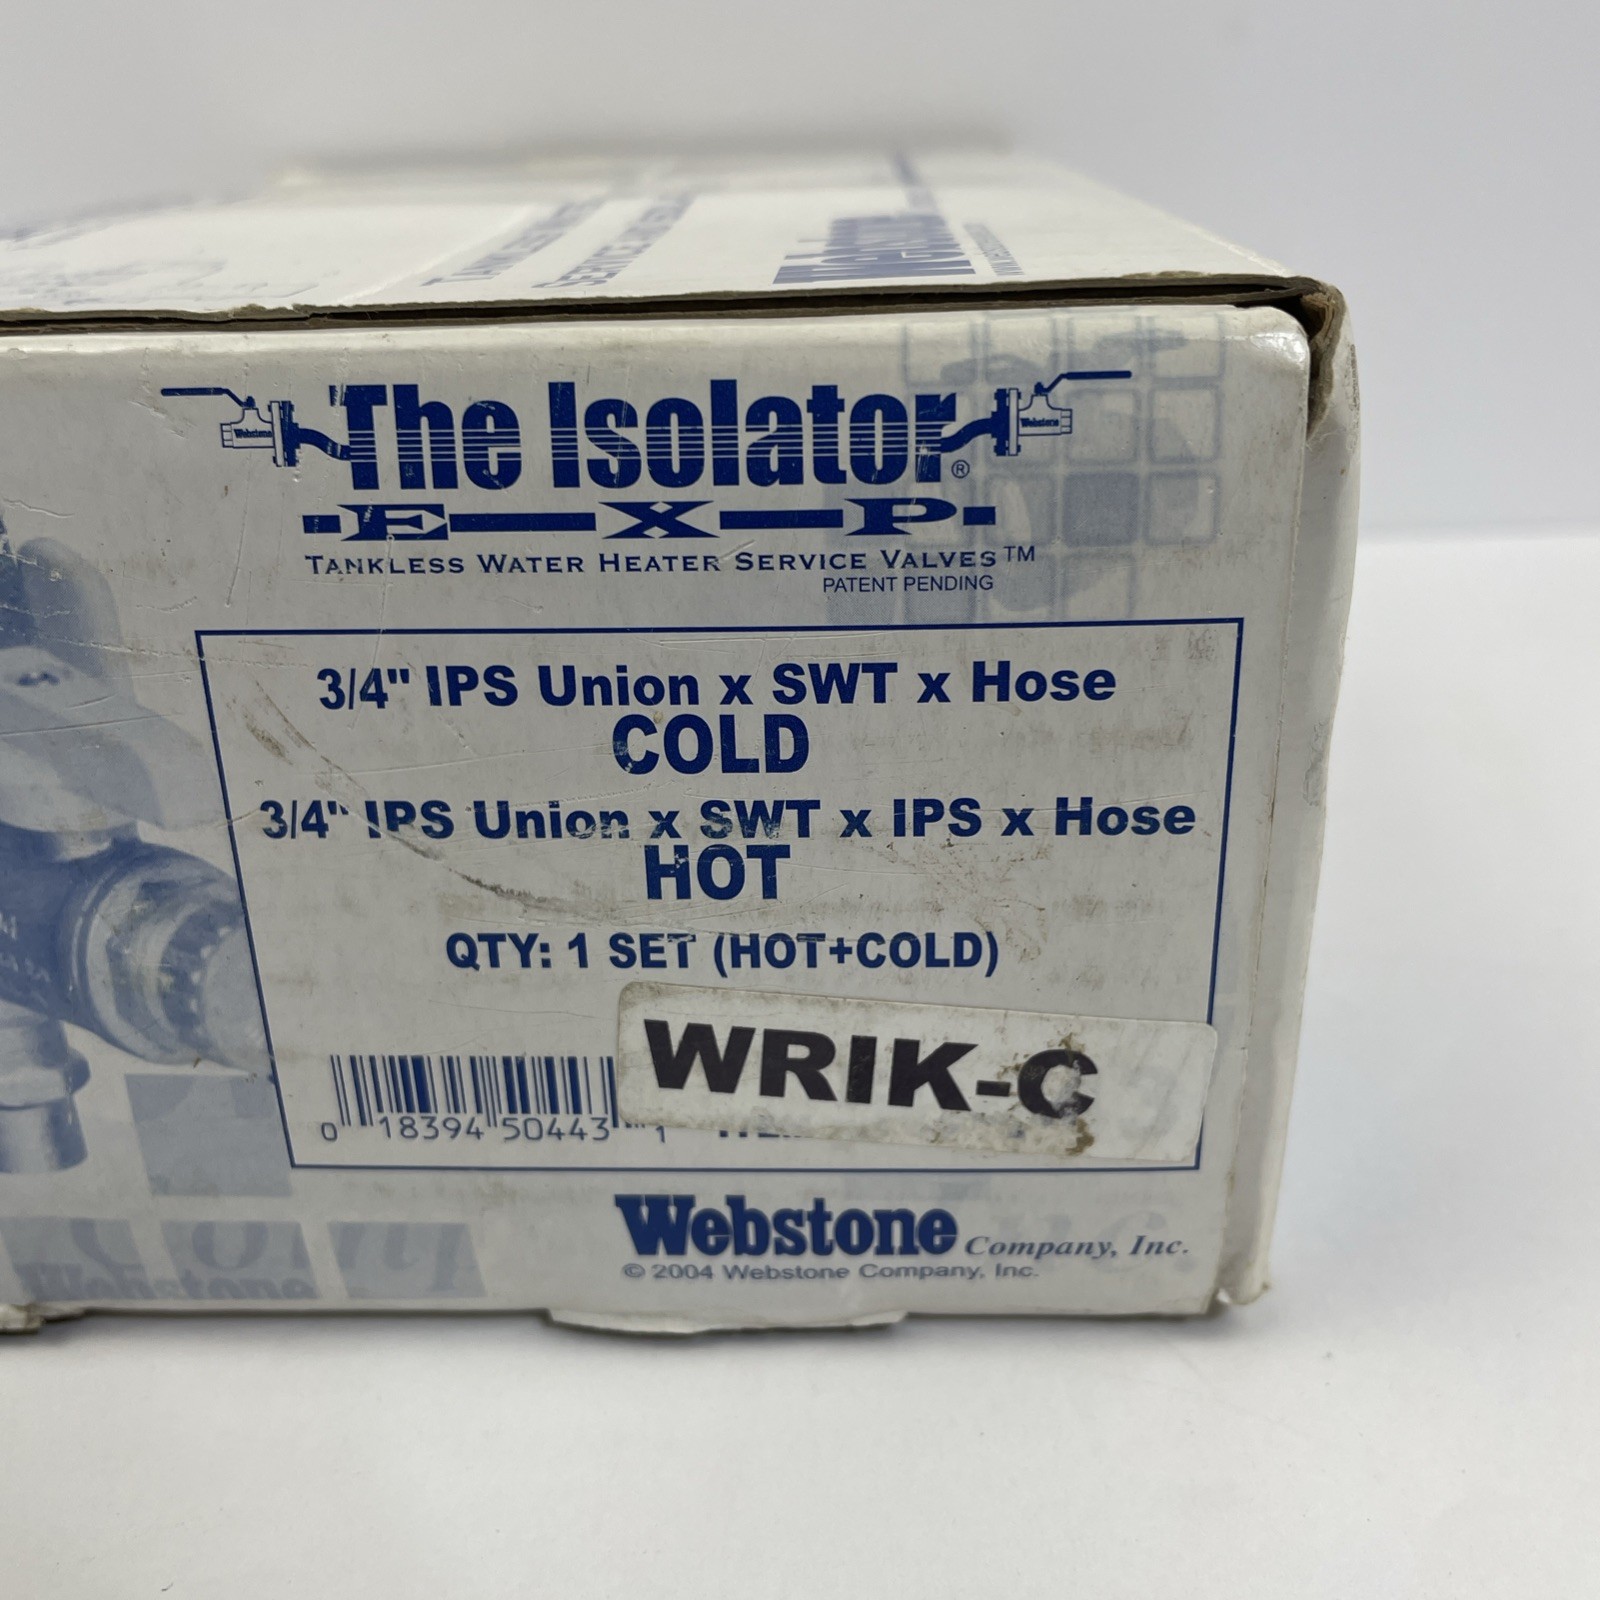 Webstone
The Isolator®
E-X-P
TANKLESS WATER HEATER SERVICE VALVES™
PATENT PENDING
3/4" IPS Union x SWT x Hose
COLD
3/4" IPS Union x SWT x IPS x Hose
HOT
QTY: 1 SET (HOT+COLD)
WRIK-C
0 18394 50443 1
Webstone Company, Inc.
© 2004 Webstone Company, Inc.
Webstone